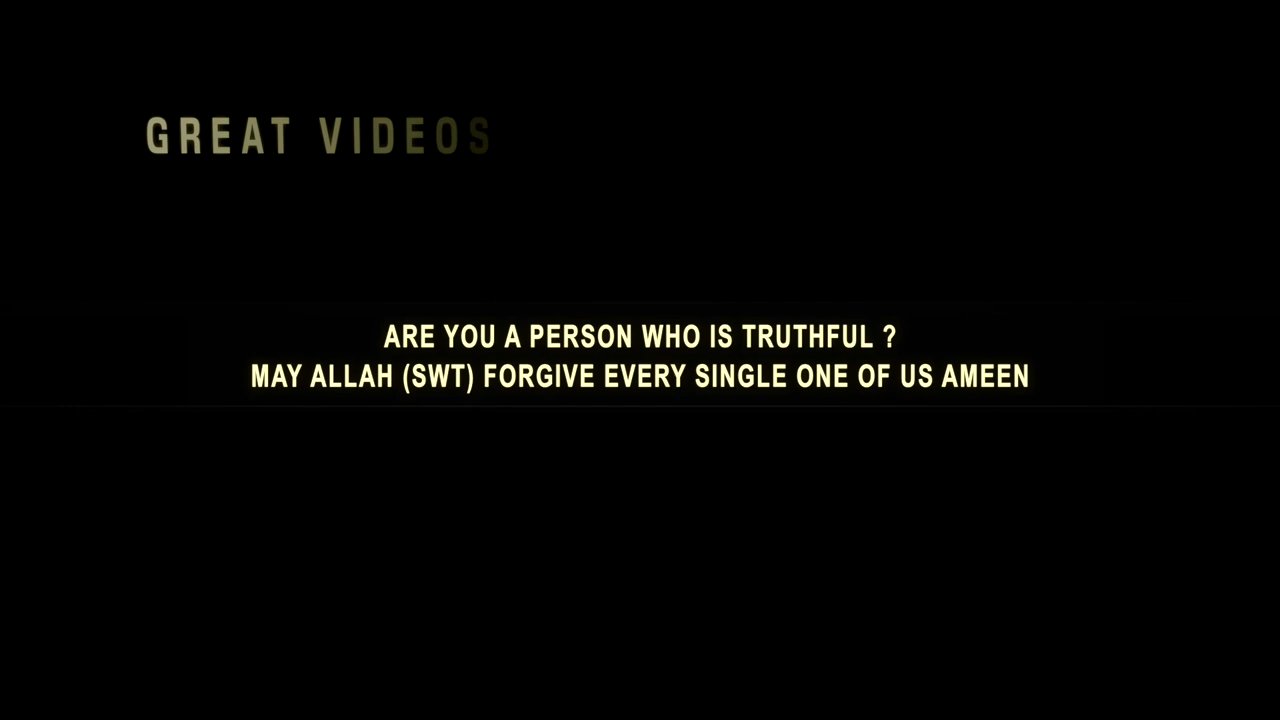 GREAT VIDEOS
ARE YOU A PERSON WHO IS TRUTHFUL ?
MAY ALLAH (SWT) FORGIVE EVERY SINGLE ONE OF US AMEEN